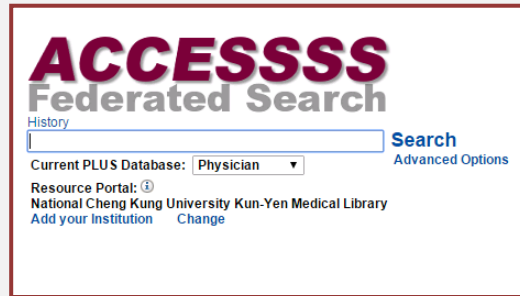 ACCESSSS
Federated Search
History
Search
Current PLUS Database: Physician
Advanced Options
Resource Portal:
National Cheng Kung University Kun-Yen Medical Library
Add your Institution Change